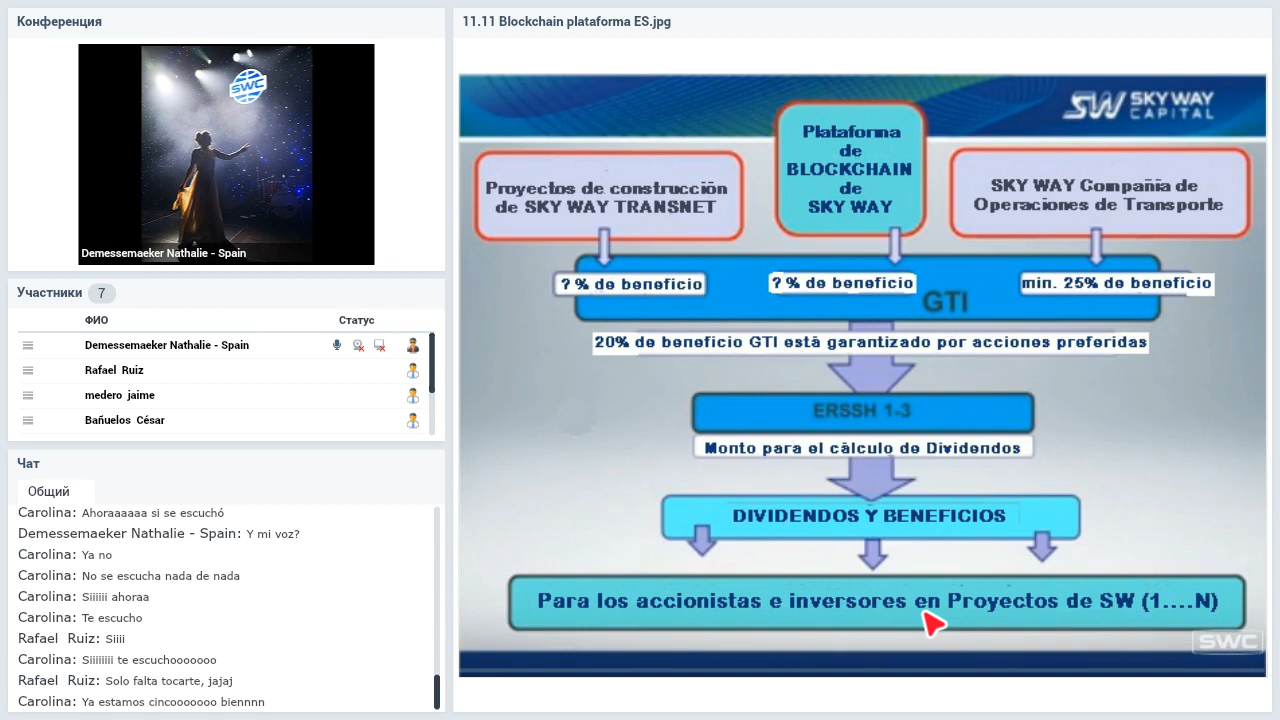 Конференция
SWC
Demessemaeker Nathalie - Spain
Участники 7
ФИО Статус
Demessemaeker Nathalie - Spain
Rafael Ruiz
medero jaime
Bañuelos César
Чат
Общий
Carolina: Ahoraaaaaa si se escuchó
Demessemaeker Nathalie - Spain: Y mi voz?
Carolina: Ya no
Carolina: No se escucha nada de nada
Carolina: Siiiiii ahoraa
Carolina: Te escucho
Rafael Ruiz: Siiii
Carolina: Siiiiiiii te escuchooooooo
Rafael Ruiz: Solo falta tocarte, jajaj
Carolina: Ya estamos cincooooooo biennnn
11.11 Blockchain plataforma ES.jpg
SW SKY WAY
CAPITAL
Proyectos de construcciōn
de SKY WAY TRANSNET
Plataforma
de
BLOCKCHAIN
de
SKY WAY
SKY WAY Compañia de
Operaciones de Transporte
? % de beneficio
? % de beneficio
min. 25% de beneficio
GTI
20% de beneficio GTI está garantizado por acciones preferidas
ERSSH 1-3
Monto para el cálculo de Dividendos
DIVIDENDOS Y BENEFICIOS
Para los accionistas e inversores en Proyectos de SW (1....N)
SWC